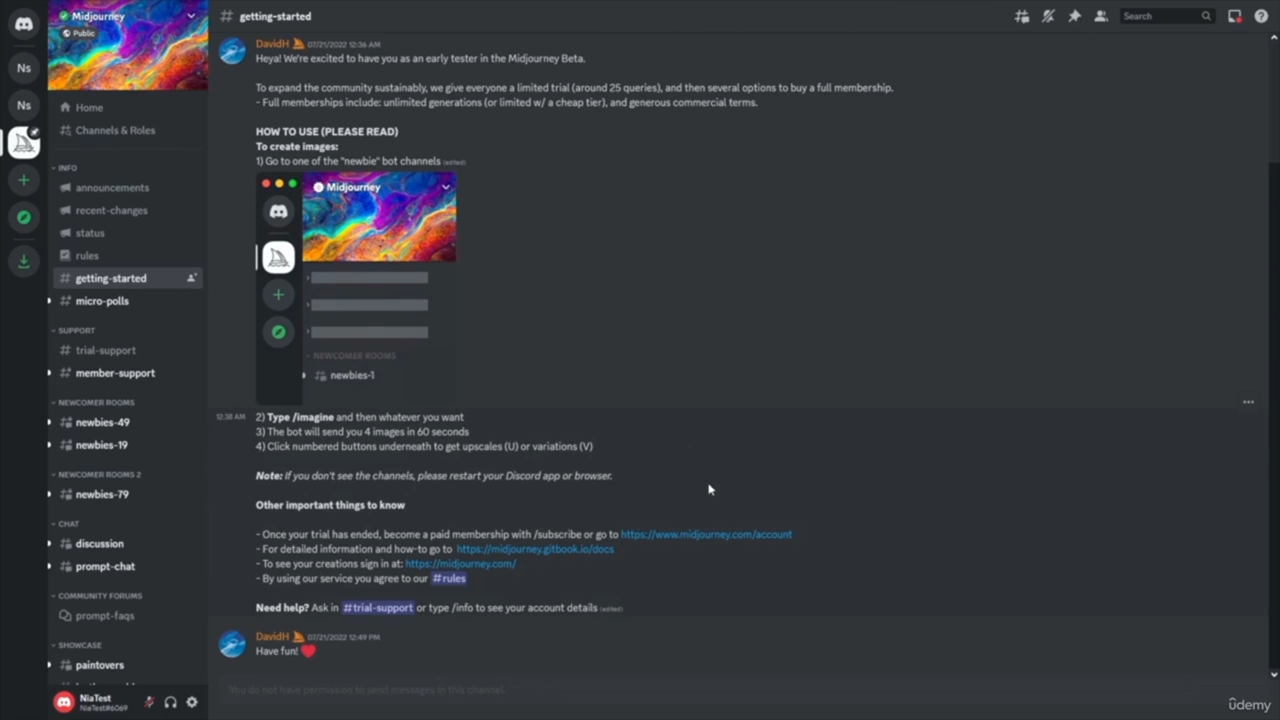 Midjourney
Public
Ns
Ns
Home
Channels & Roles
INFO
announcements
recent-changes
status
rules
getting-started
micro-polls
SUPPORT
trial-support
member-support
NEWCOMER ROOMS
newbies-49
newbies-19
NEWCOMER ROOMS 2
newbies-79
CHAT
discussion
prompt-chat
COMMUNITY FORUMS
prompt-faqs
SHOWCASE
paintovers
NiaTest
getting-started
Search
DavidH 07/21/2022 12:36 AM
Heya! We're excited to have you as an early tester in the Midjourney Beta.
To expand the community sustainably, we give everyone a limited trial (around 25 queries), and then several options to buy a full membership.
- Full memberships include: unlimited generations (or limited w/ a cheap tier), and generous commercial terms.
HOW TO USE (PLEASE READ)
To create images:
1) Go to one of the "newbie" bot channels (edited)
Midjourney
NEWCOMER ROOMS
newbies-1
12:38 AM 2) Type /imagine and then whatever you want
3) The bot will send you 4 images in 60 seconds
4) Click numbered buttons underneath to get upscales (U) or variations (V)
Note: If you don't see the channels, please restart your Discord app or browser.
Other important things to know
- Once your trial has ended, become a paid membership with /subscribe or go to https://www.midjourney.com/account
- For detailed information and how-to go to https://midjourney.gitbook.io/docs
- To see your creations sign in at: https://midjourney.com/
- By using our service you agree to our #rules
Need help? Ask in #trial-support or type /info to see your account details (edited)
DavidH 07/21/2022 12:49 PM
Have fun!
You do not have permission to send messages in this channel.
udemy